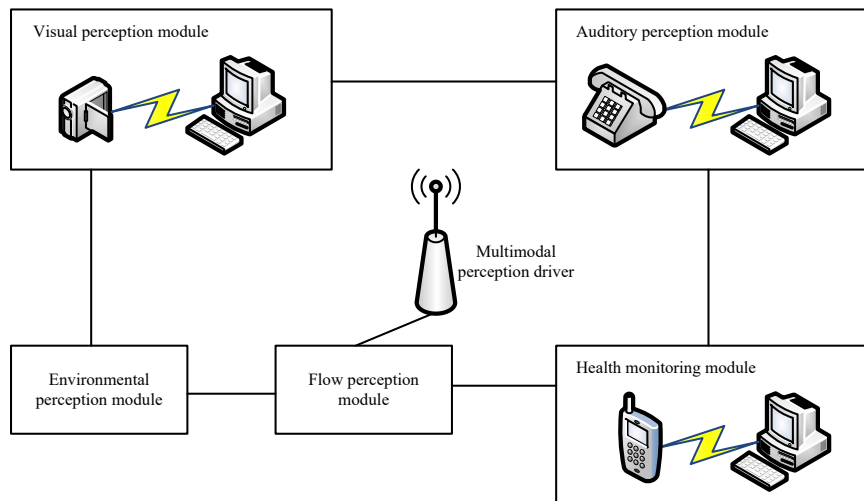 Visual perception module
Auditory perception module
Multimodal
perception driver
Environmental
perception module
Flow perception
module
Health monitoring module